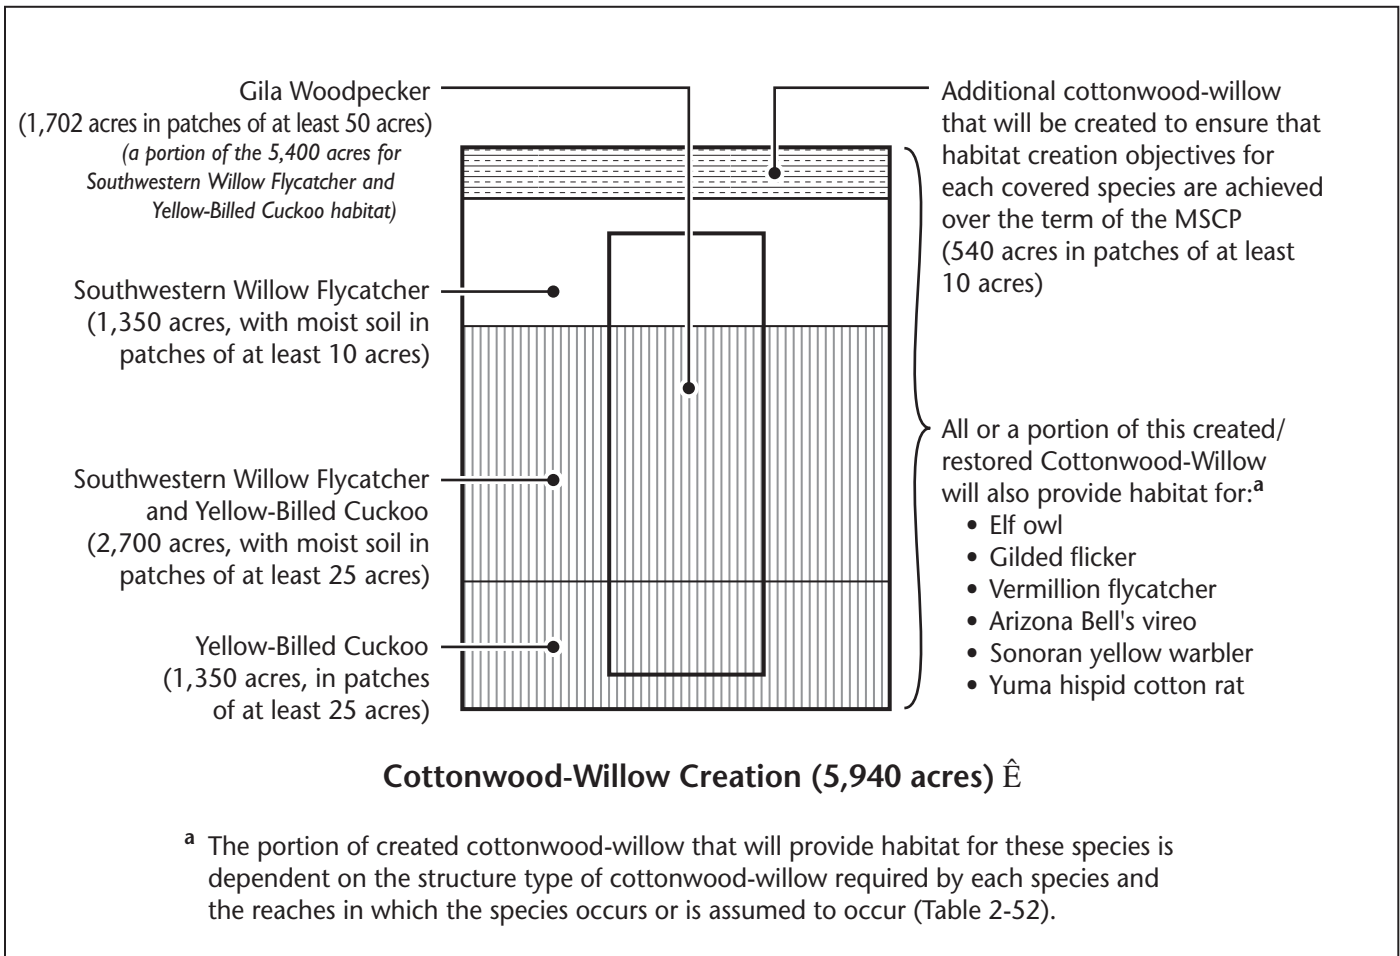 Gila Woodpecker
(1,702 acres in patches of at least 50 acres)
(a portion of the 5,400 acres for
Southwestern Willow Flycatcher and
Yellow-Billed Cuckoo habitat)
Southwestern Willow Flycatcher
(1,350 acres, with moist soil in
patches of at least 10 acres)
Southwestern Willow Flycatcher
and Yellow-Billed Cuckoo
(2,700 acres, with moist soil in
patches of at least 25 acres)
Yellow-Billed Cuckoo
(1,350 acres, in patches
of at least 25 acres)
Additional cottonwood-willow
that will be created to ensure that
habitat creation objectives for
each covered species are achieved
over the term of the MSCP
(540 acres in patches of at least
10 acres)
All or a portion of this created/
restored Cottonwood-Willow
will also provide habitat for:a
• Elf owl
• Gilded flicker
• Vermillion flycatcher
• Arizona Bell's vireo
• Sonoran yellow warbler
• Yuma hispid cotton rat
Cottonwood-Willow Creation (5,940 acres) Ê
a The portion of created cottonwood-willow that will provide habitat for these species is
dependent on the structure type of cottonwood-willow required by each species and
the reaches in which the species occurs or is assumed to occur (Table 2-52).